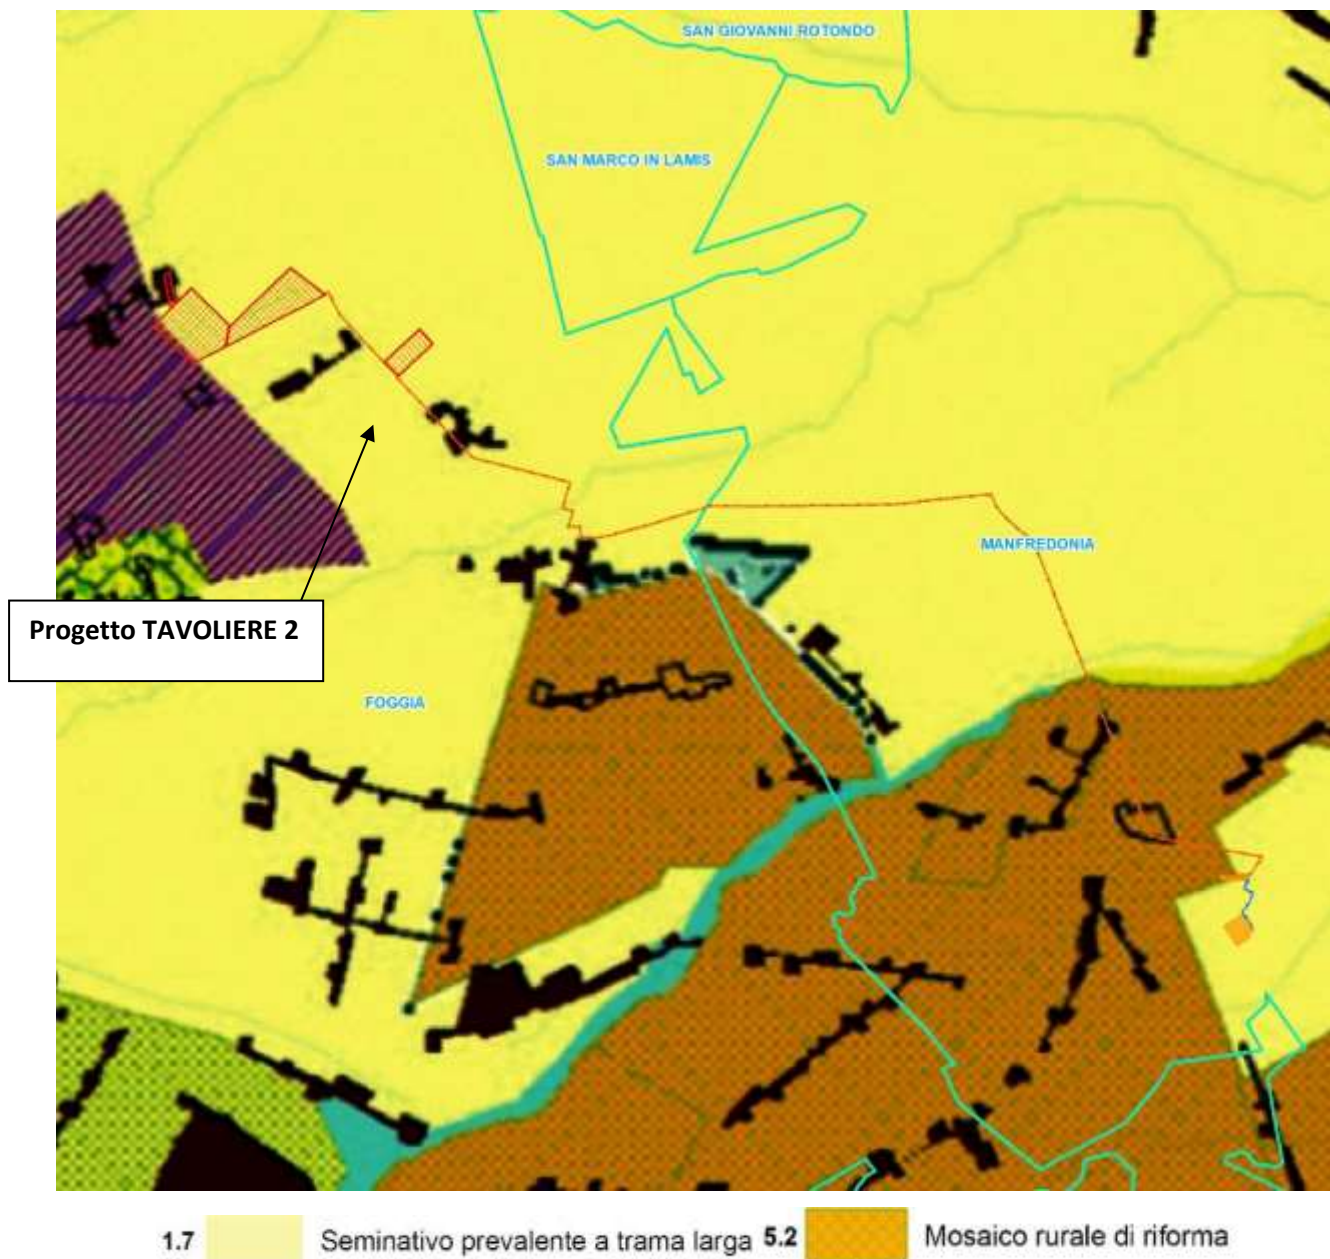 SAN GIOVANNI ROTONDO
SAN MARCO IN LAMIS
MANFREDONIA
Progetto TAVOLIERE 2
FOGGIA
1.7 Seminativo prevalente a trama larga 5.2 Mosaico rurale di riforma